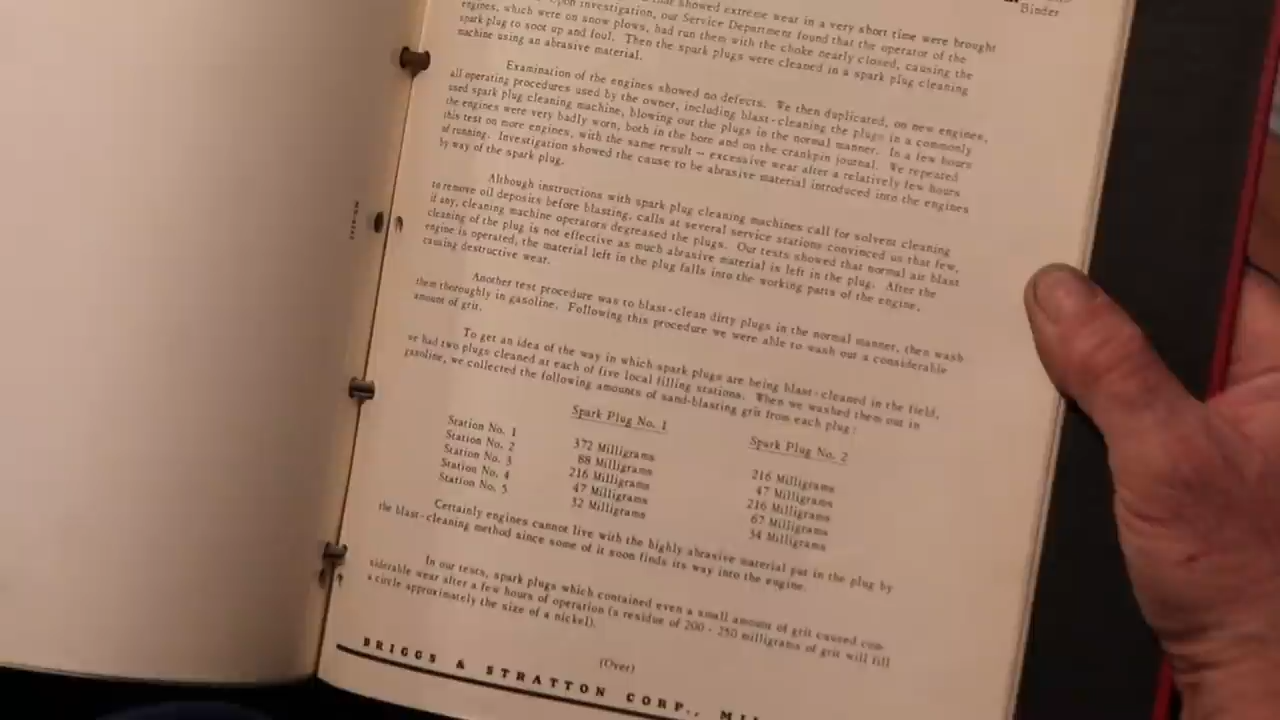 Binder
that showed extreme wear in a very short time were brought
Upon investigation, our Service Department found that the operator of the
engines, which were on snow plows, had run them with the choke nearly closed, causing the
spark plug to soot up and foul. Then the spark plugs were cleaned in a spark plug cleaning
machine using an abrasive material.
Examination of the engines showed no defects. We then duplicated, on new engines,
all operating procedures used by the owner, including blast-cleaning the plugs in a commonly
used spark plug cleaning machine, blowing out the plugs in the normal manner. In a few hours
the engines were very badly worn, both in the bore and on the crankpin journal. We repeated
this test on more engines, with the same result - excessive wear after a relatively few hours
of running. Investigation showed the cause to be abrasive material introduced into the engines
by way of the spark plug.
Although instructions with spark plug cleaning machines call for solvent cleaning
to remove oil deposits before blasting, calls at several service stations convinced us that few,
if any, cleaning machine operators degreased the plugs. Our tests showed that normal air blast
cleaning of the plug is not effective as much abrasive material is left in the plug. After the
engine is operated, the material left in the plug falls into the working parts of the engine,
causing destructive wear.
Another test procedure was to blast-clean dirty plugs in the normal manner, then wash
them thoroughly in gasoline. Following this procedure we were able to wash out a considerable
amount of grit.
To get an idea of the way in which spark plugs are being blast-cleaned in the field,
we had two plugs cleaned at each of five local filling stations. When we washed them out in
gasoline, we collected the following amounts of sand-blasting grit from each plug:
Spark Plug No. 1 Spark Plug No. 2
Station No. 1 372 Milligrams 216 Milligrams
Station No. 2 88 Milligrams 47 Milligrams
Station No. 3 216 Milligrams 216 Milligrams
Station No. 4 47 Milligrams 67 Milligrams
Station No. 5 52 Milligrams 54 Milligrams
Certainly engines cannot live with the highly abrasive material put in the plug by
the blast-cleaning method since some of it soon finds its way into the engine.
In our tests, spark plugs which contained even a small amount of grit caused con-
siderable wear after a few hours of operation (a residue of 200 - 250 milligrams of grit will fill
a circle approximately the size of a nickel).
(Over)
BRIGGS & STRATTON CORP.,